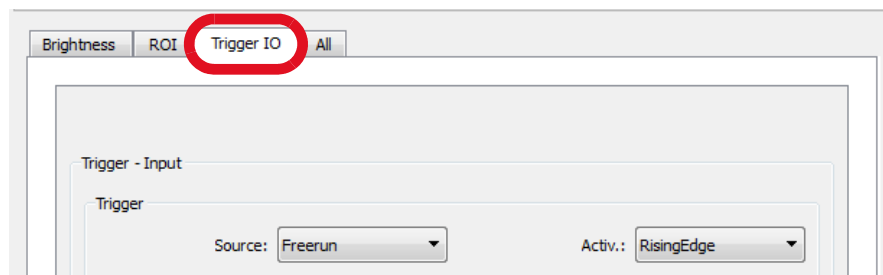 Brightness ROI Trigger IO All
Trigger - Input
Trigger
Source: Freerun Activ.: RisingEdge